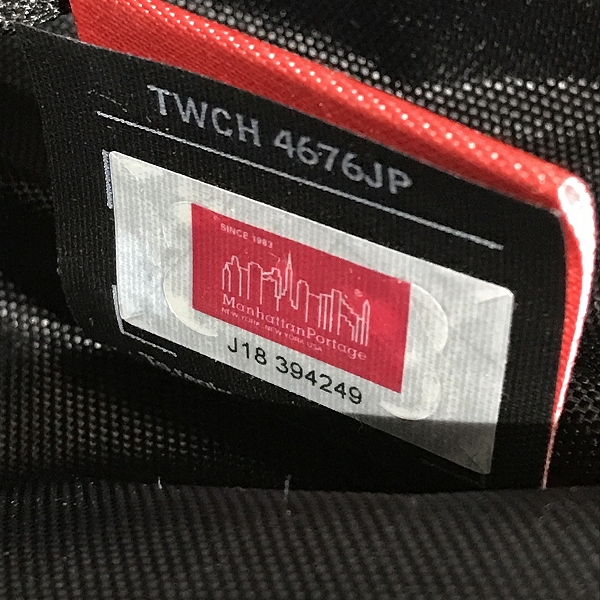 TWCH 4676JP
SINCE 1983
ManhattanPortage
NEW YORK, NEW YORK USA
J18 394249